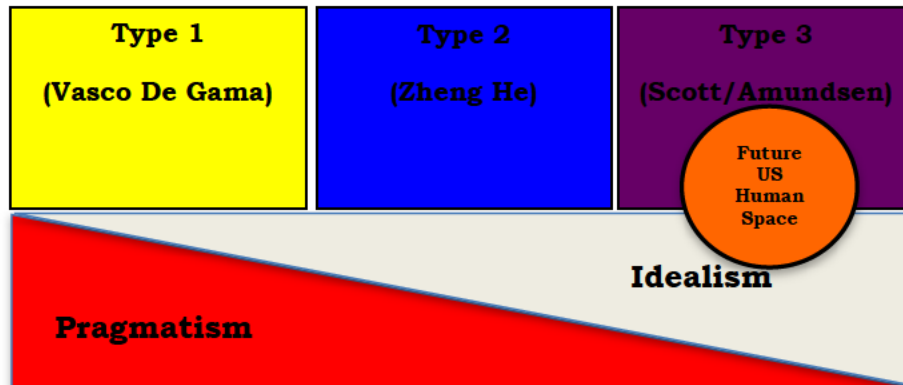 Type 1
(Vasco De Gama)
Type 2
(Zheng He)
Type 3
(Scott/Amundsen)
Future
US
Human
Space
Idealism
Pragmatism